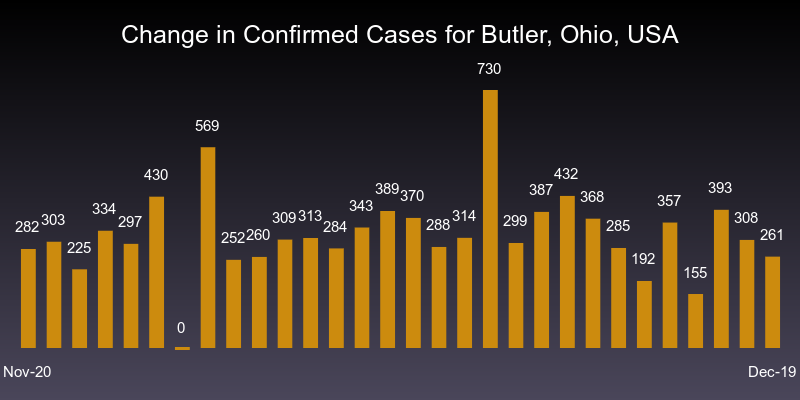 Change in Confirmed Cases for Butler, Ohio, USA
282 303 225 334 297 430 0 569 252 260 309 313 284 343 389 370 288 314 730 299 387 432 368 285 192 357 155 393 308 261
Nov-20 Dec-19